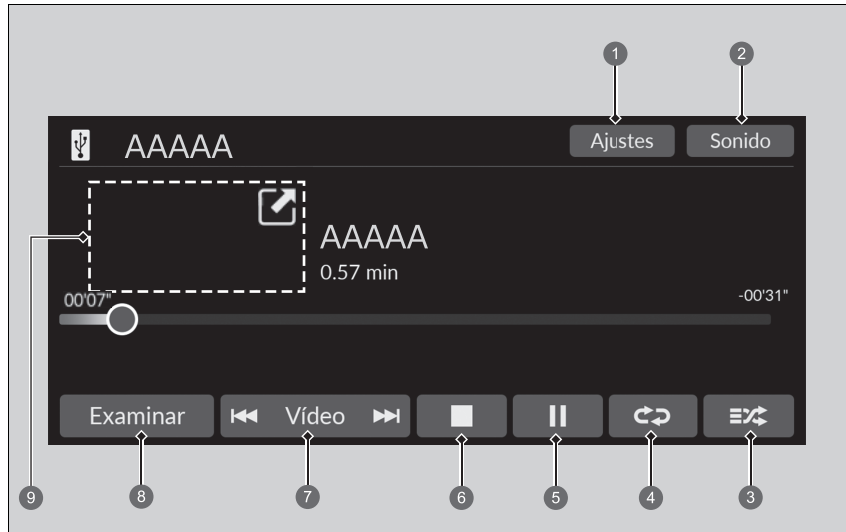 1 2
AAAAA Ajustes Sonido
AAAAA
9
0.57 min
00'07" -00'31"
Examinar Vídeo
9 8 7 6 5 4 3